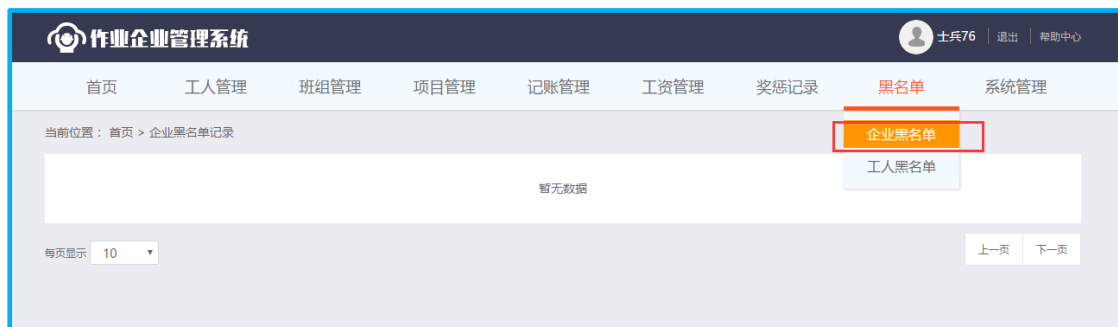 作业企业管理系统
士兵76 退出 帮助中心
首页 工人管理 班组管理 项目管理 记账管理 工资管理 奖惩记录 黑名单 系统管理
当前位置： 首页 > 企业黑名单记录
企业黑名单
工人黑名单
暂无数据
每页显示 10
上一页 下一页